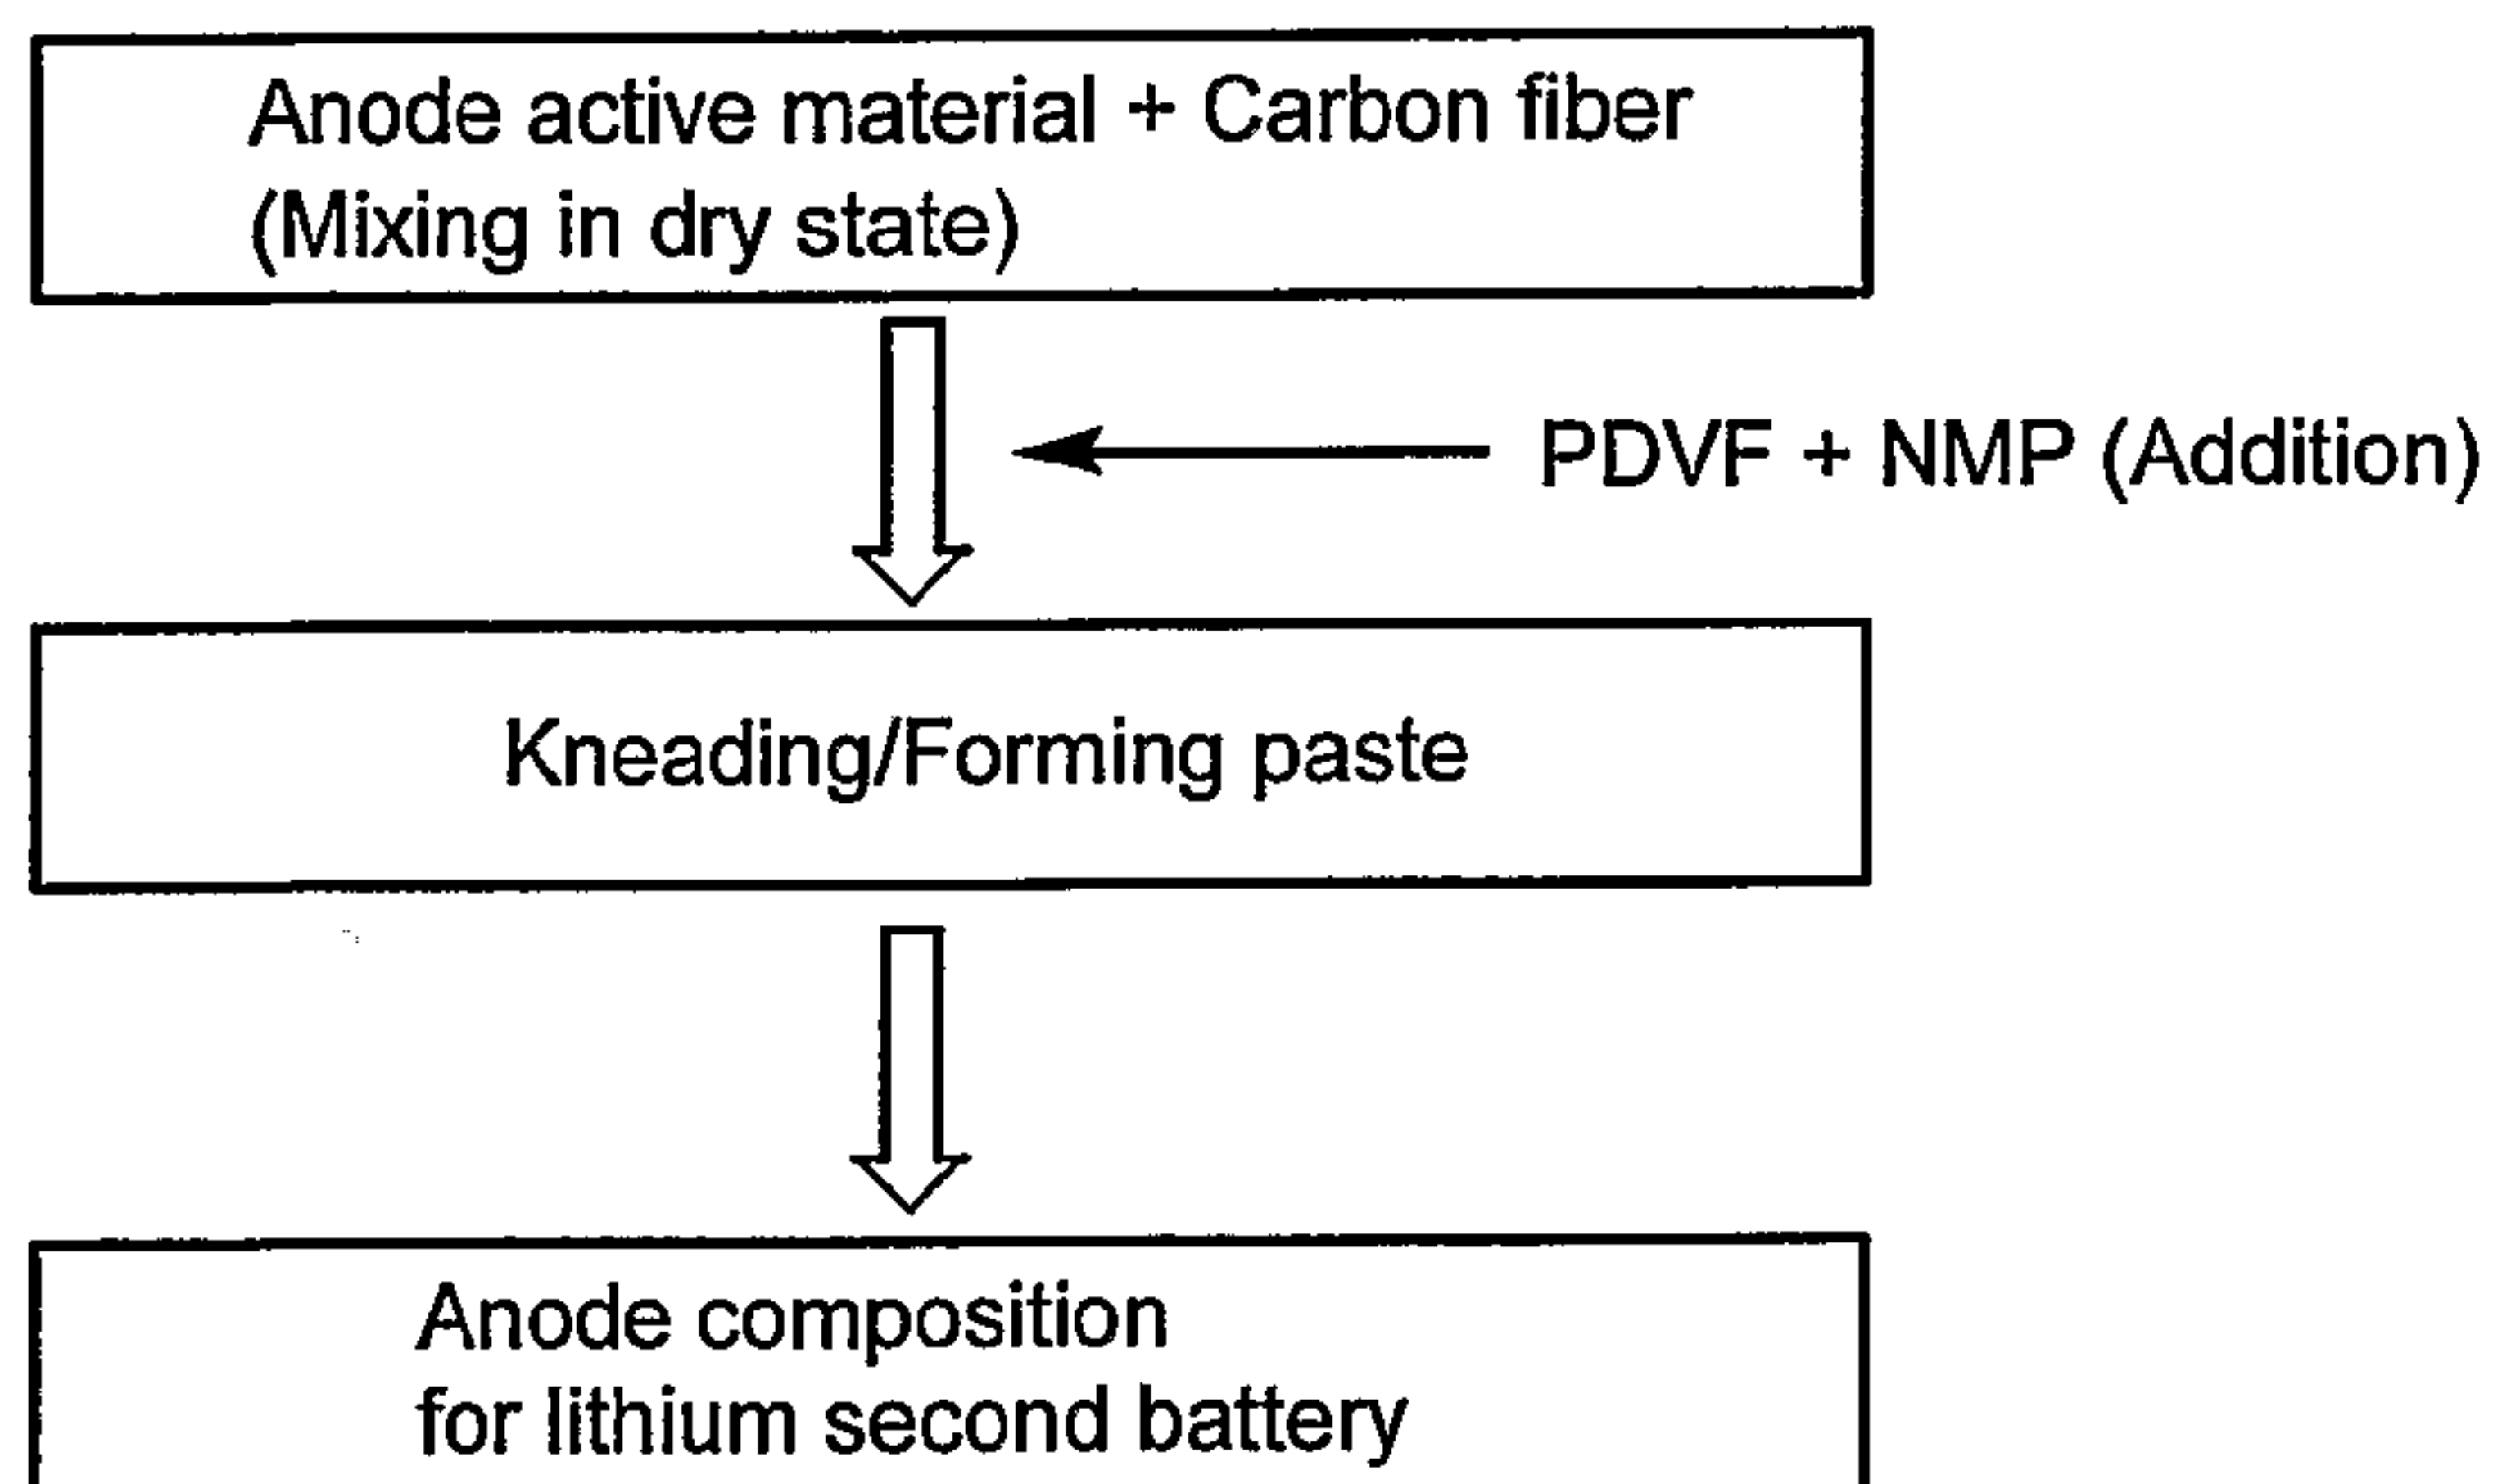 Anode active material + Carbon fiber
(Mixing in dry state)
PDVF + NMP (Addition)
Kneading/Forming paste
Anode composition
for lithium second battery